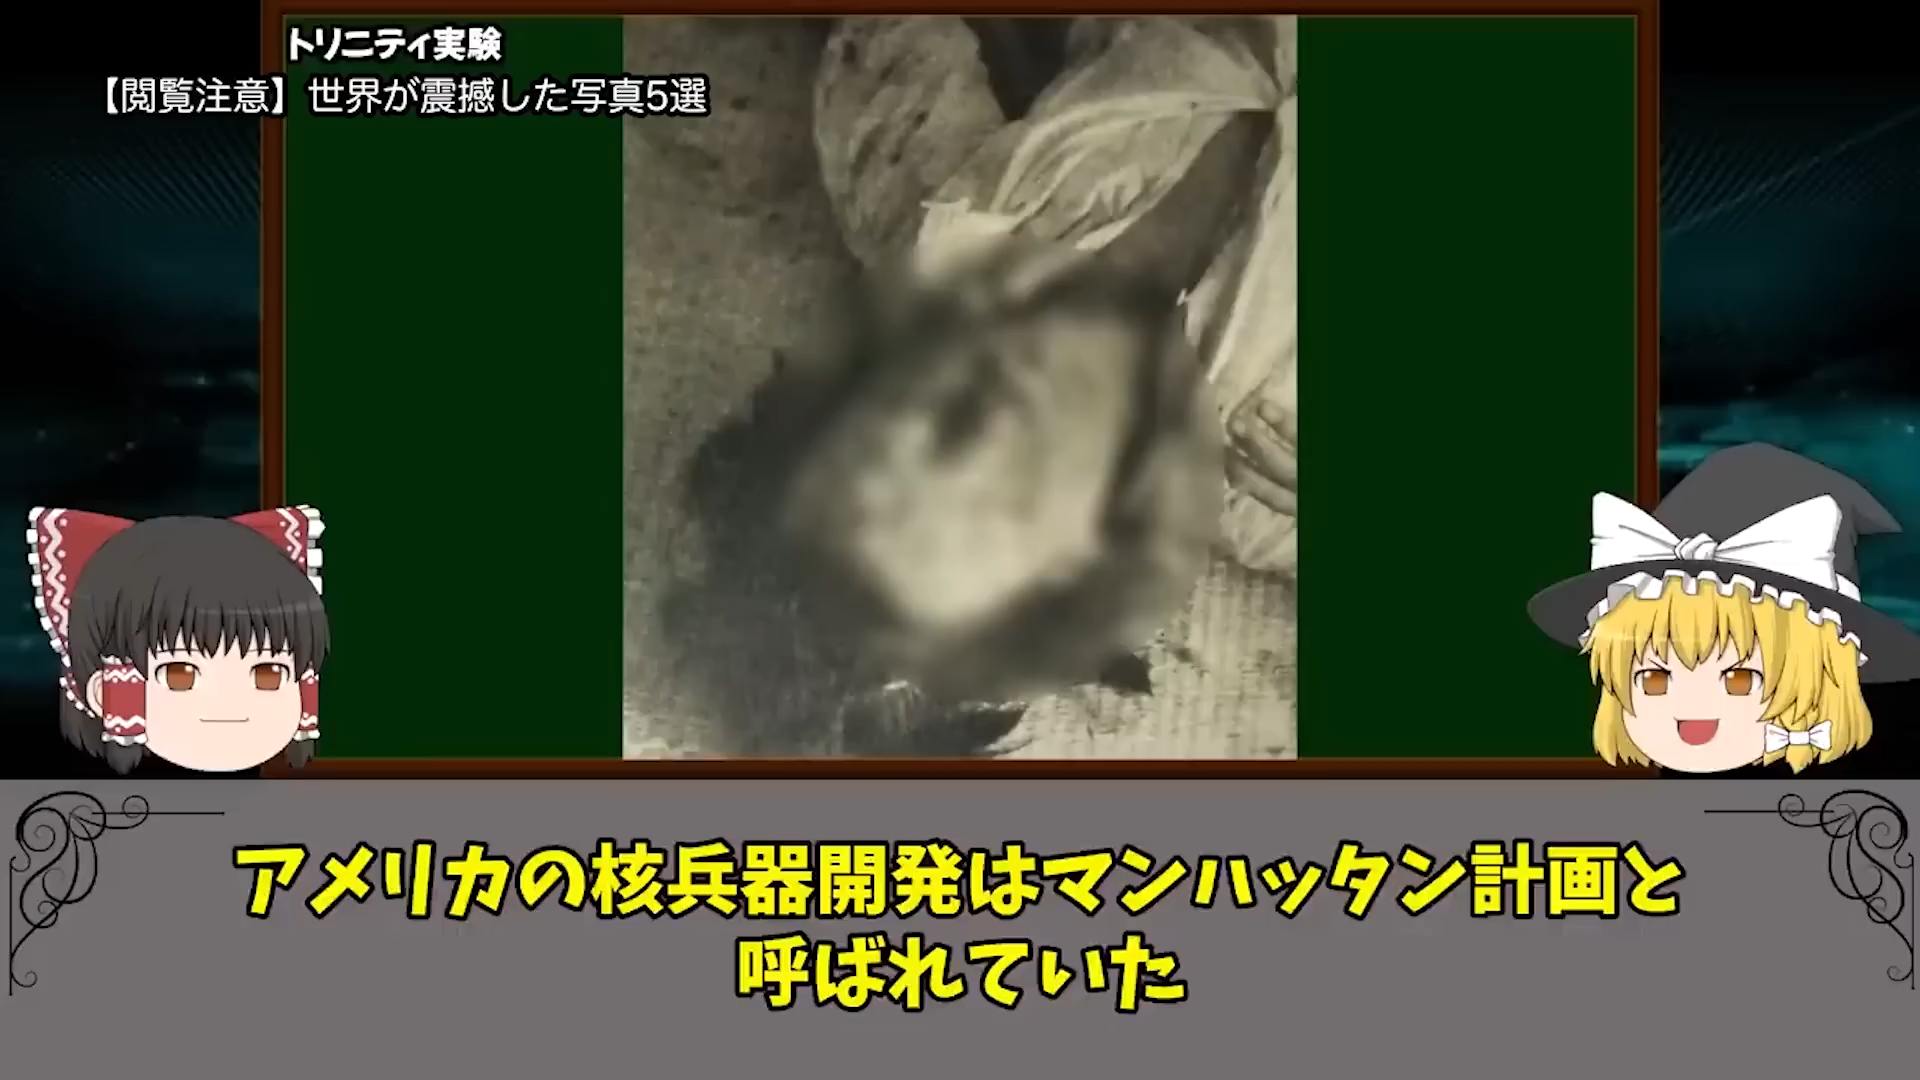 トリニティ実験
【閲覧注意】世界が震撼した写真5選
アメリカの核兵器開発はマンハッタン計画と
呼ばれていた